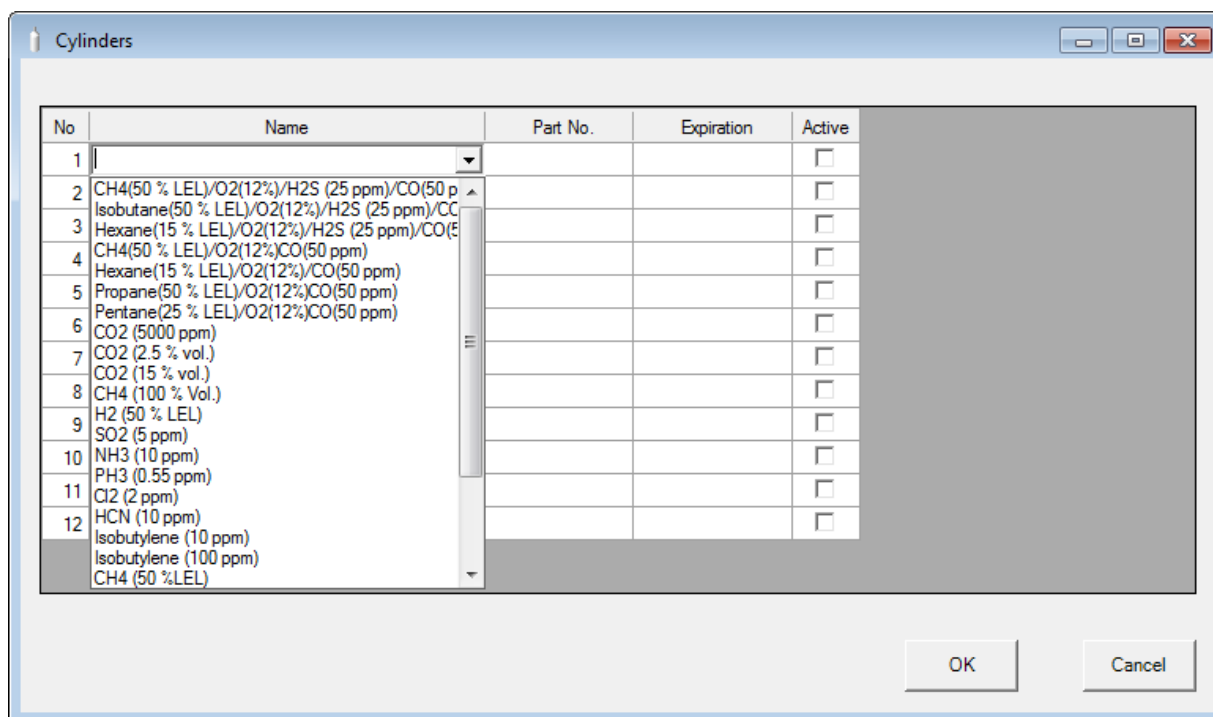 Cylinders
No Name Part No. Expiration Active
1
2
3
4
5
6
7
8
9
10
11
12
CH4(50 % LEL)/O2(12%)/H2S (25 ppm)/CO(50 p
Isobutane(50 % LEL)/O2(12%)/H2S (25 ppm)/CC
Hexane(15 % LEL)/O2(12%)/H2S (25 ppm)/CO(5
CH4(50 % LEL)/O2(12%)CO(50 ppm)
Hexane(15 % LEL)/O2(12%)/CO(50 ppm)
Propane(50 % LEL)/O2(12%)CO(50 ppm)
Pentane(25 % LEL)/O2(12%)CO(50 ppm)
CO2 (5000 ppm)
CO2 (2.5 % vol.)
CO2 (15 % vol.)
CH4 (100 % Vol.)
H2 (50 % LEL)
SO2 (5 ppm)
NH3 (10 ppm)
PH3 (0.55 ppm)
Cl2 (2 ppm)
HCN (10 ppm)
Isobutylene (10 ppm)
Isobutylene (100 ppm)
CH4 (50 %LEL)
OK Cancel